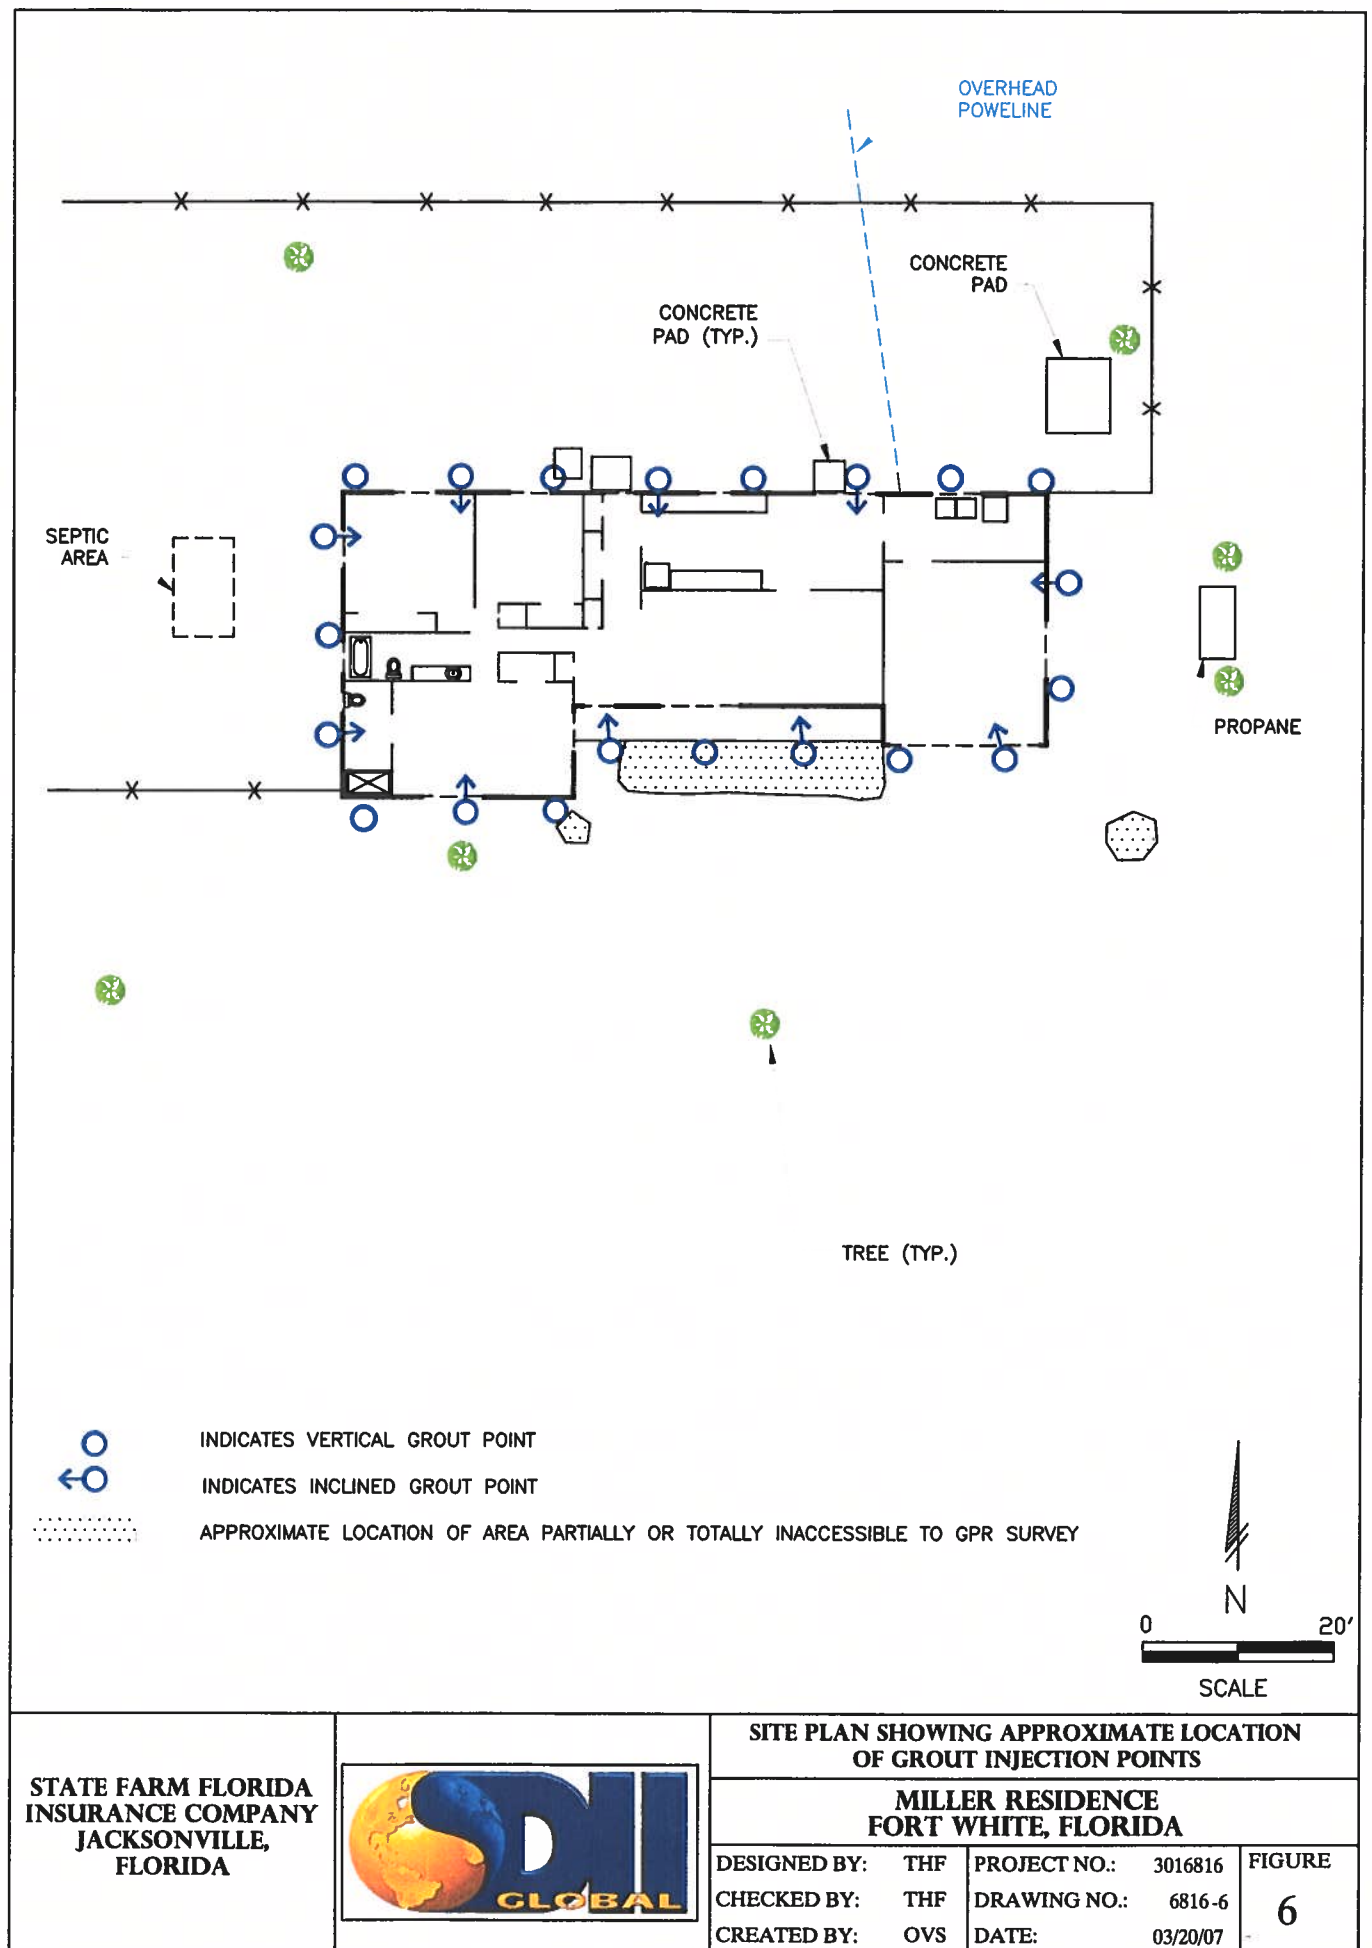 OVERHEAD
POWELINE
CONCRETE
PAD
CONCRETE
PAD (TYP.)
SEPTIC
AREA
PROPANE
TREE (TYP.)
INDICATES VERTICAL GROUT POINT
INDICATES INCLINED GROUT POINT
APPROXIMATE LOCATION OF AREA PARTIALLY OR TOTALLY INACCESSIBLE TO GPR SURVEY
N
0 20'
SCALE
STATE FARM FLORIDA
INSURANCE COMPANY
JACKSONVILLE,
FLORIDA
SDII
GLOBAL
SITE PLAN SHOWING APPROXIMATE LOCATION
OF GROUT INJECTION POINTS
MILLER RESIDENCE
FORT WHITE, FLORIDA
DESIGNED BY: THF PROJECT NO.: 3016816
CHECKED BY: THF DRAWING NO.: 6816-6
CREATED BY: OVS DATE: 03/20/07
FIGURE
6